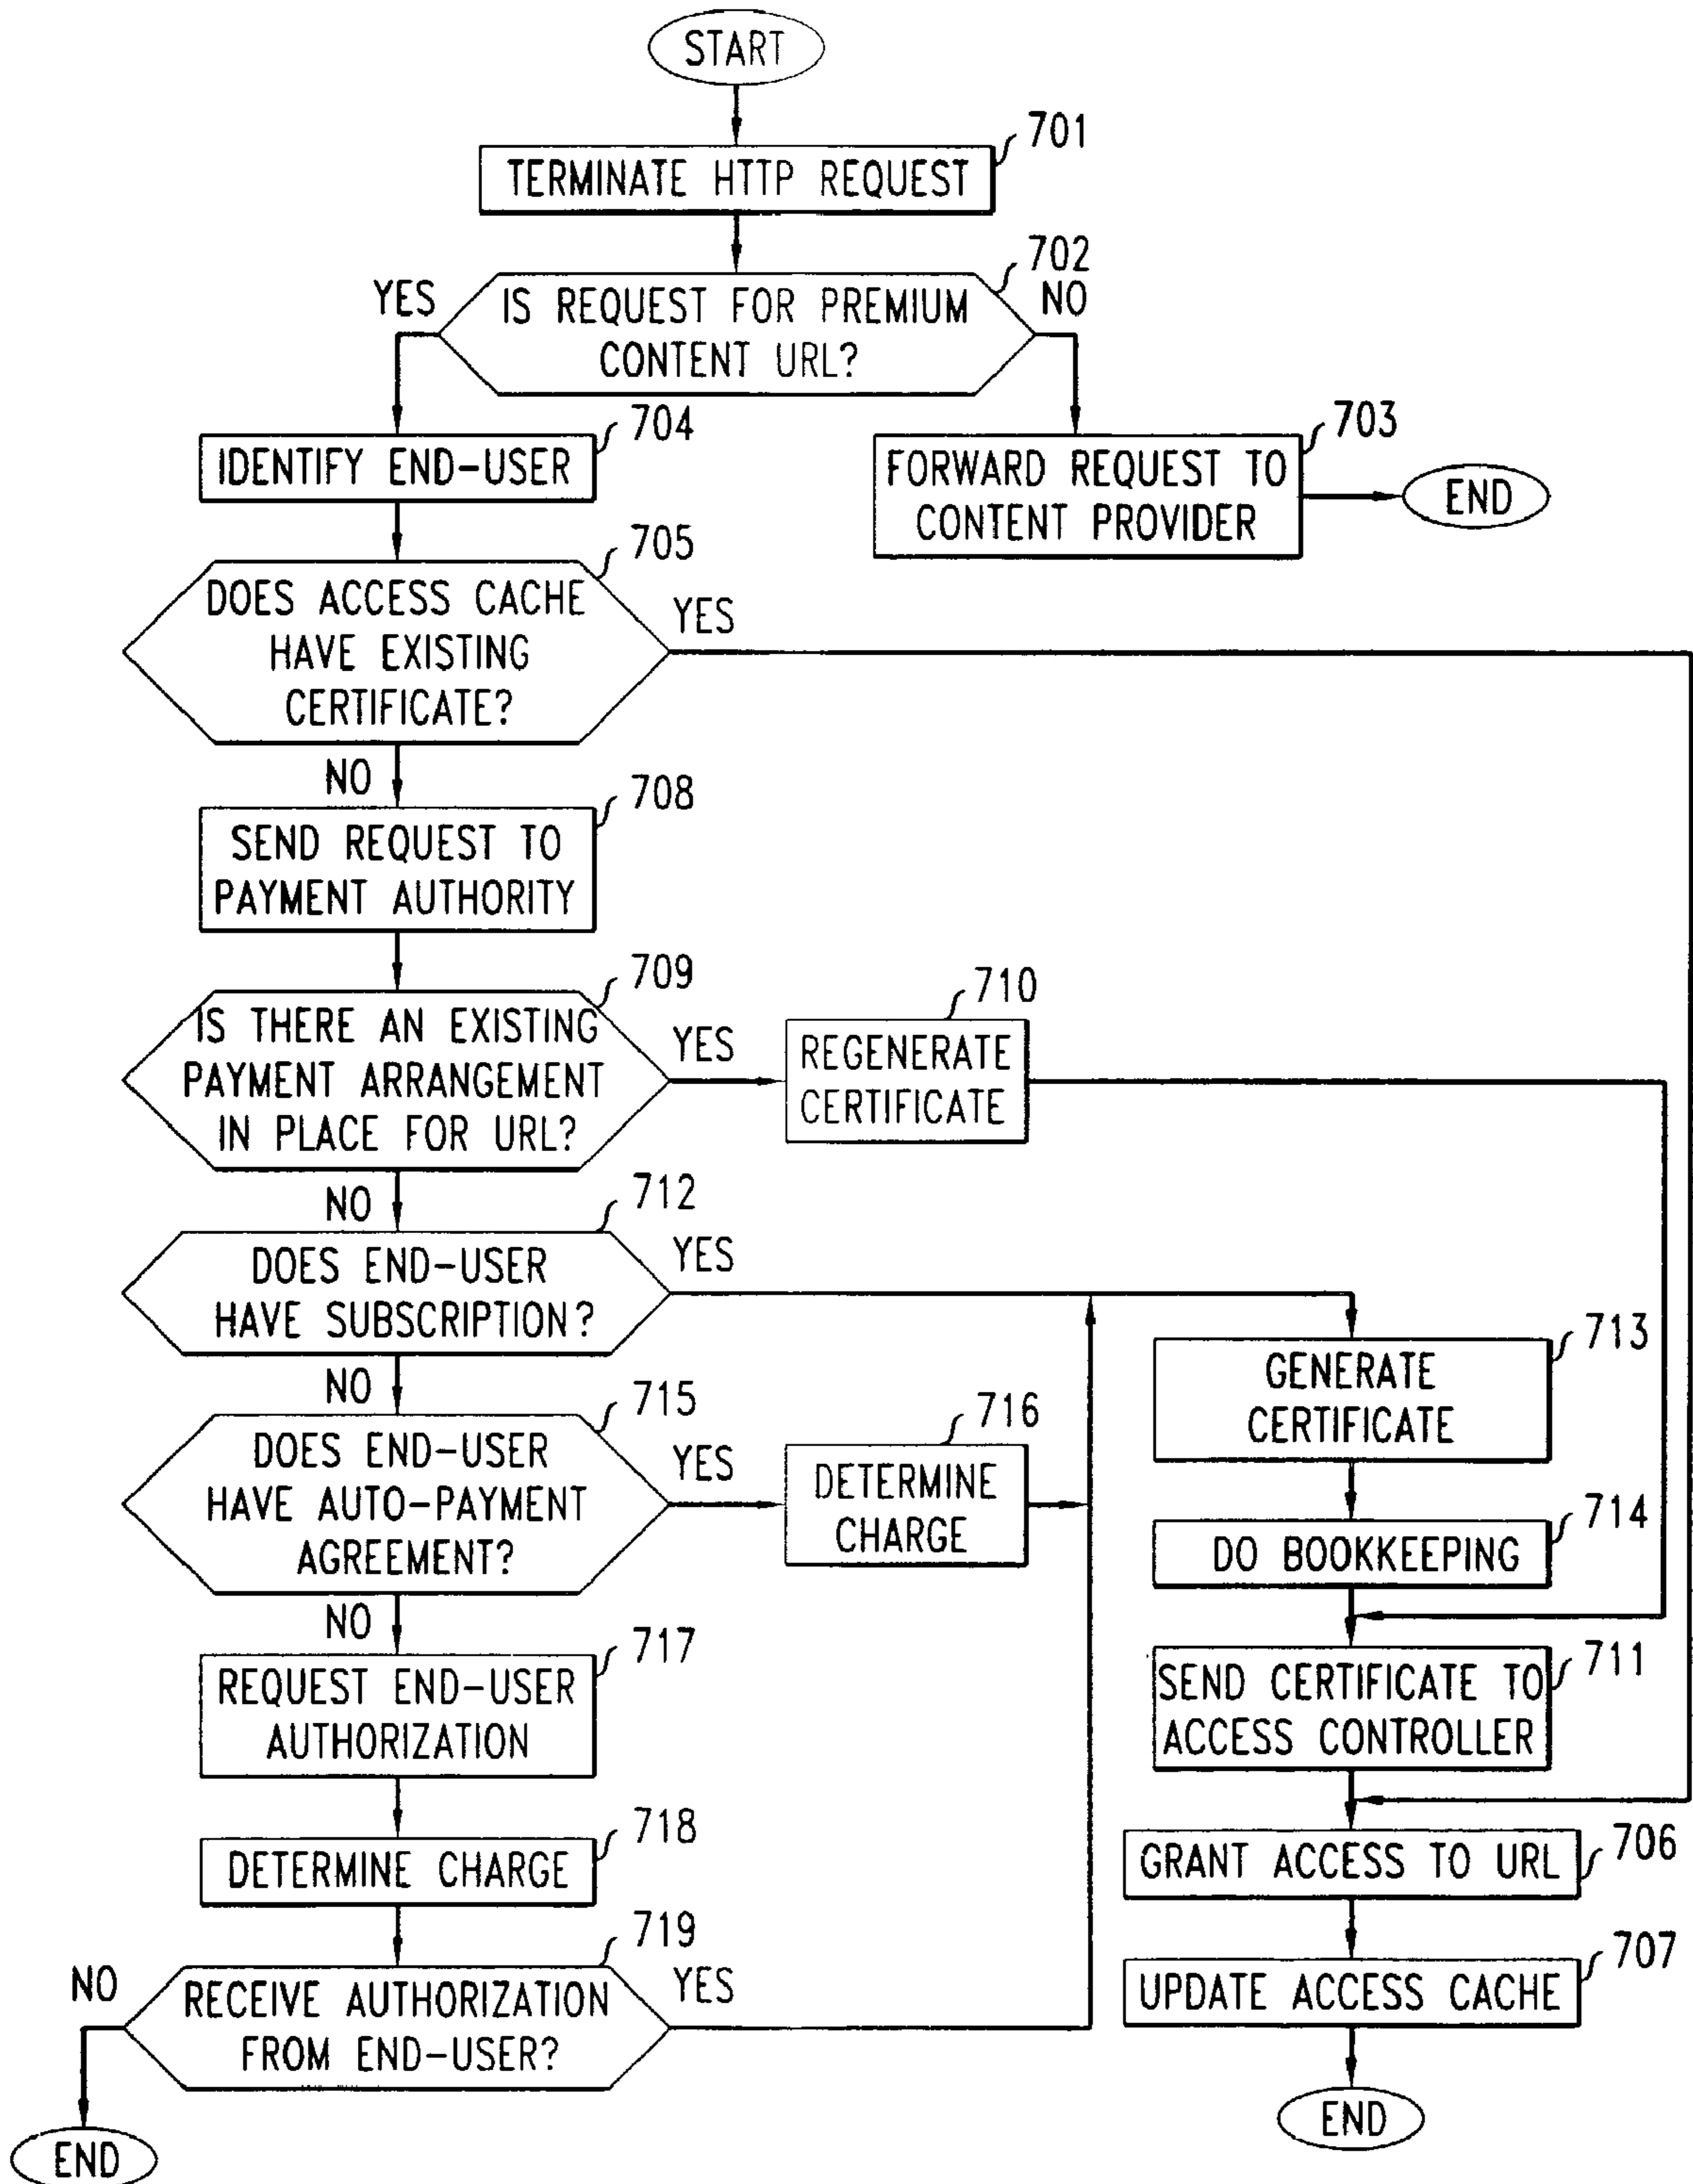 START
701
TERMINATE HTTP REQUEST
702
YES
NO
IS REQUEST FOR PREMIUM
CONTENT URL?
704
IDENTIFY END-USER
703
FORWARD REQUEST TO
CONTENT PROVIDER
END
705
DOES ACCESS CACHE
HAVE EXISTING
CERTIFICATE?
YES
NO
708
SEND REQUEST TO
PAYMENT AUTHORITY
709
IS THERE AN EXISTING
PAYMENT ARRANGEMENT
IN PLACE FOR URL?
YES
710
REGENERATE
CERTIFICATE
NO
712
DOES END-USER
HAVE SUBSCRIPTION?
YES
713
GENERATE
CERTIFICATE
NO
715
DOES END-USER
HAVE AUTO-PAYMENT
AGREEMENT?
YES
716
DETERMINE
CHARGE
714
DO BOOKKEEPING
NO
717
REQUEST END-USER
AUTHORIZATION
711
SEND CERTIFICATE TO
ACCESS CONTROLLER
718
DETERMINE CHARGE
706
GRANT ACCESS TO URL
719
NO
RECEIVE AUTHORIZATION
FROM END-USER?
YES
707
UPDATE ACCESS CACHE
END
END